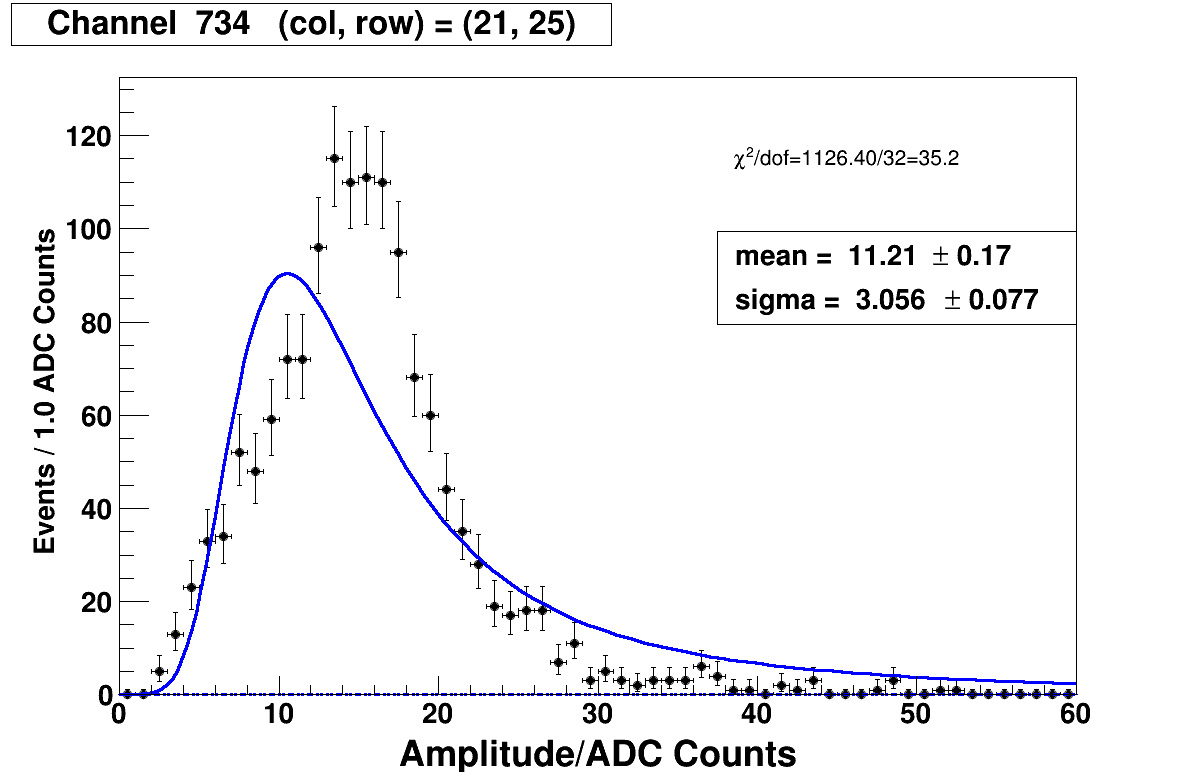 Channel  734   (col, row) = (21, 25)
χ²/dof=1126.40/32=35.2
mean =  11.21  ± 0.17
sigma =  3.056  ± 0.077
Events / 1.0 ADC Counts
120
100
80
60
40
20
0
0 10 20 30 40 50 60
Amplitude/ADC Counts